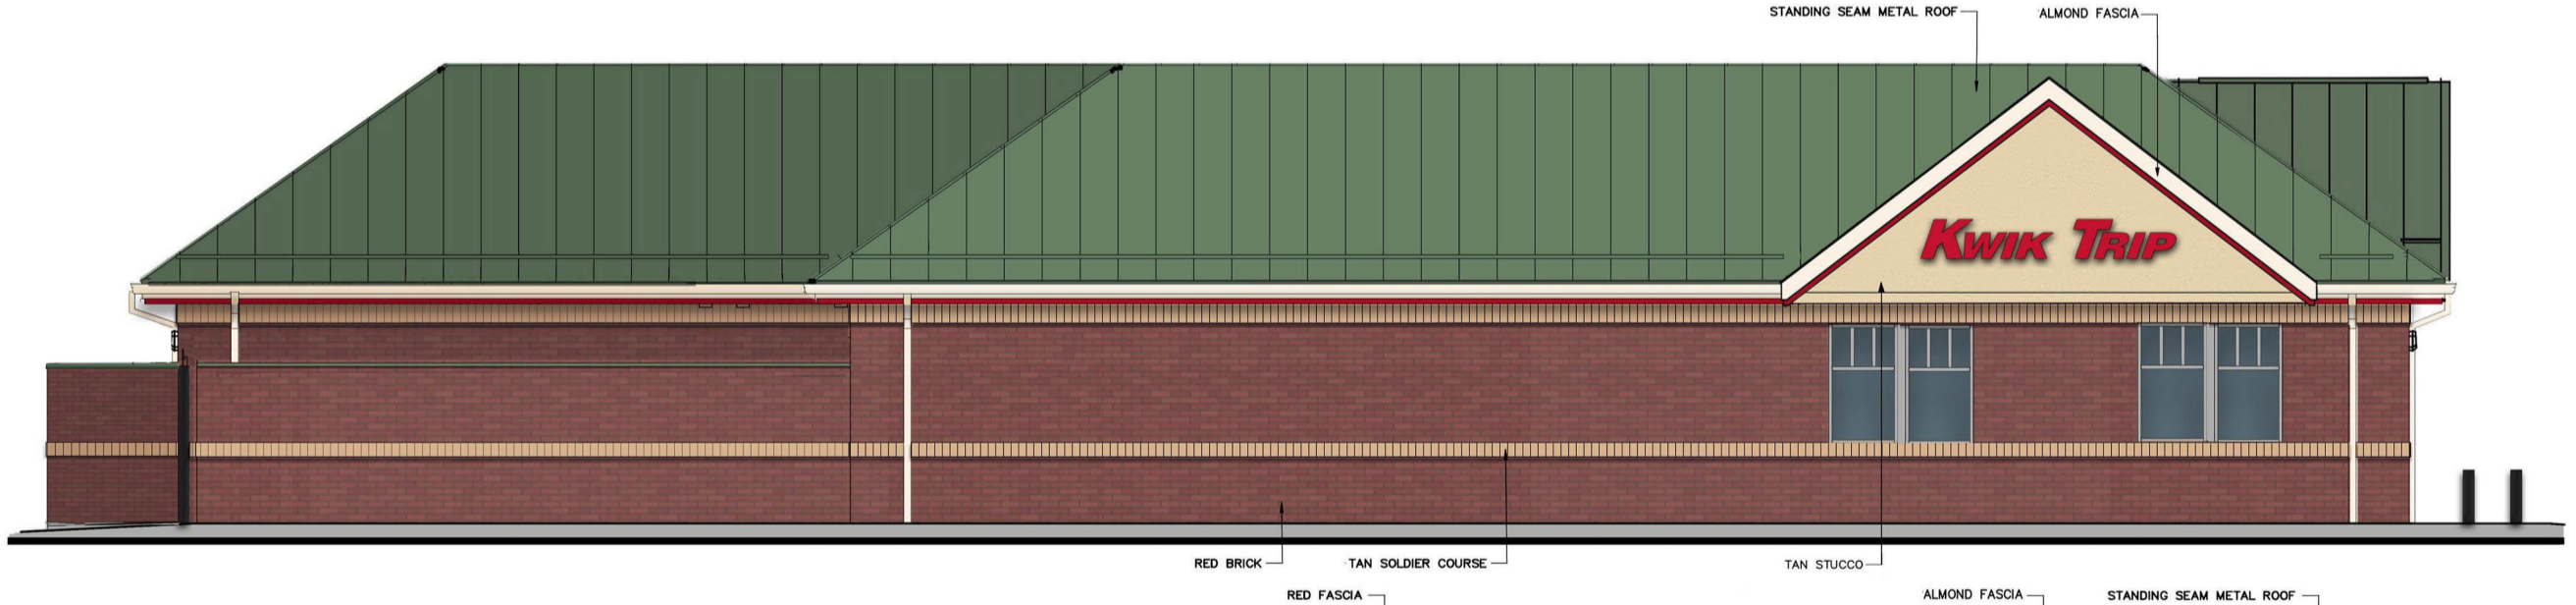 STANDING SEAM METAL ROOF
ALMOND FASCIA
KWIK TRIP
RED BRICK
TAN SOLDIER COURSE
TAN STUCCO
RED FASCIA
ALMOND FASCIA
STANDING SEAM METAL ROOF